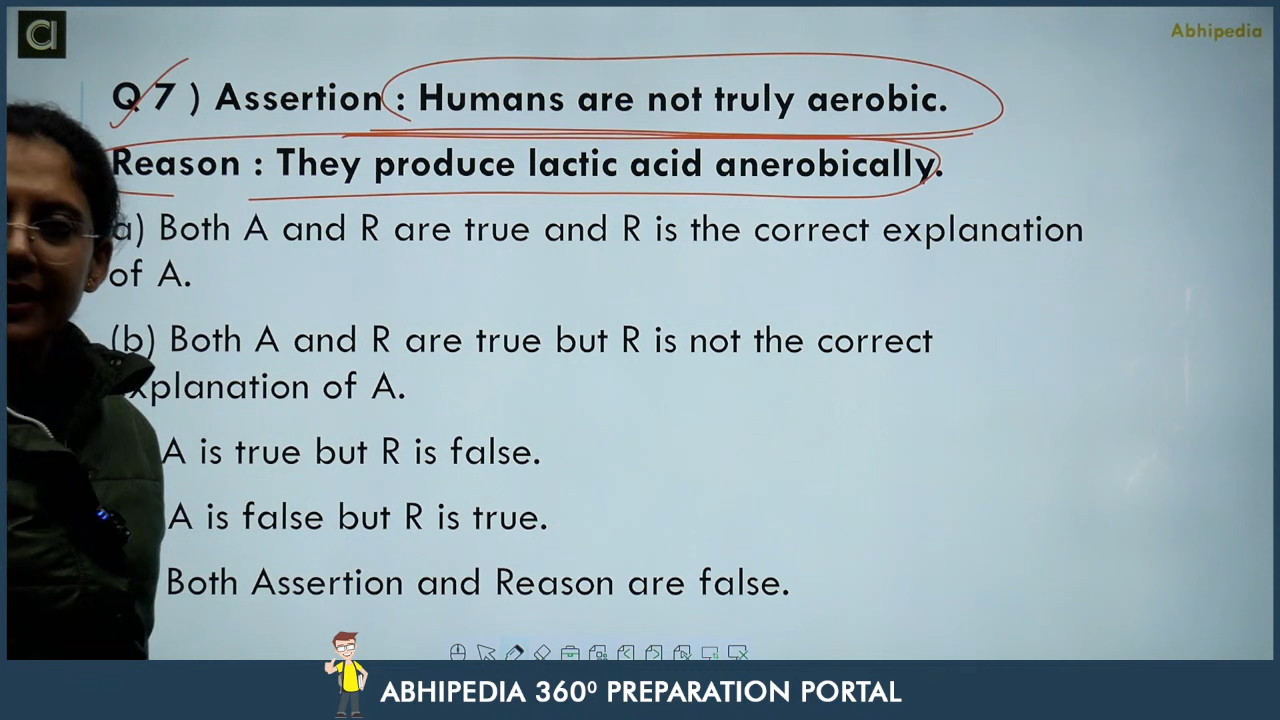 Abhipedia
Q 7 ) Assertion : Humans are not truly aerobic.
Reason : They produce lactic acid anerobically.
a) Both A and R are true and R is the correct explanation
of A.
(b) Both A and R are true but R is not the correct
xplanation of A.
A is true but R is false.
A is false but R is true.
Both Assertion and Reason are false.
ABHIPEDIA 360⁰ PREPARATION PORTAL